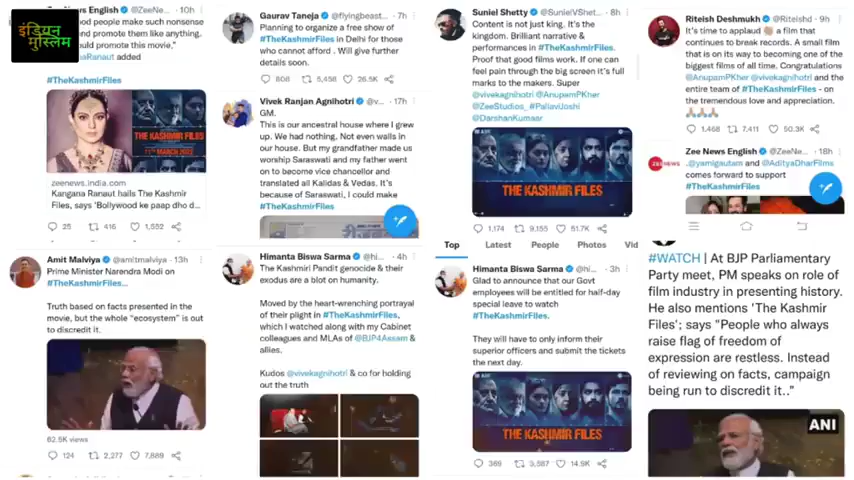 इंडियन
मुस्लिम
English @ZeeNe... · 10h
people make such nonsense
and promote them like anything.
could promote this movie,"
Ranaut added
#TheKashmirFiles
THE KASHMIR FILES
11TH MARCH 2022
zeenews.india.com
Kangana Ranaut hails The Kashmir
Files, says 'Bollywood ke paap dho d...
25 416 1,552
Gaurav Taneja @flyingbeast... · 7h
Planning to organize a free show of
#TheKashmirFiles in Delhi for those
who cannot afford . Will give further
details soon.
808 5,458 26.5K
Vivek Ranjan Agnihotri @v... · 17h
GM.
This is our ancestral house where I grew
up. We had nothing. Not even walls in
our house. But my grandfather made us
worship Saraswati and my father went
on to become vice chancellor and
translated all Kalidas & Vedas. It's
because of Saraswati, I could make
#TheKashmirFiles
Suniel Shetty @SunielVShet... · 8h
Content is not just king. It's the
kingdom. Brilliant narrative &
performances in #TheKashmirFiles.
Proof that good films work. If one can
feel pain through the big screen it's full
marks to the makers. Super
@vivekagnihotri @AnupamPKher
@ZeeStudios_ #PallaviJoshi
@DarshanKumaar
THE KASHMIR FILES
1,174 9,155 51.7K
Riteish Deshmukh @Riteishd · 9h
It's time to applaud a film that
continues to break records. A small film
that is on its way to becoming one of the
biggest films of all time. Congratulations
@AnupamPKher @vivekagnihotri and the
entire team of #TheKashmirFiles - on
the tremendous love and appreciation.
1,468 7,411 50.3K
ZEE NEWS
Zee News English @ZeeNe... · 18h
.@yamigautam and @AdityaDharFilms
comes forward to support
#TheKashmirFiles
Amit Malviya @amitmalviya · 13h
Prime Minister Narendra Modi on
#TheKashmirFiles...
Truth based on facts presented in the
movie, but the whole "ecosystem" is out
to discredit it.
82.5K views
124 2,277 7,889
Himanta Biswa Sarma @hi... · 4h
The Kashmiri Pandit genocide & their
exodus are a blot on humanity.
Moved by the heart-wrenching portrayal
of their plight in #TheKashmirFiles,
which I watched along with my Cabinet
colleagues and MLAs of @BJP4Assam &
allies.
Kudos @vivekagnihotri & co for holding
out the truth
Top Latest People Photos Vid
Himanta Biswa Sarma @hi... · 3h
Glad to announce that our Govt
employees will be entitled for half-day
special leave to watch
#TheKashmirFiles.
They will have to only inform their
superior officers and submit the tickets
the next day.
THE KASHMIR FILES
369 3,587 14.9K
#WATCH | At BJP Parliamentary
Party meet, PM speaks on role of
film industry in presenting history.
He also mentions 'The Kashmir
Files'; says "People who always
raise flag of freedom of
expression are restless. Instead
of reviewing on facts, campaign
being run to discredit it.."
ANI